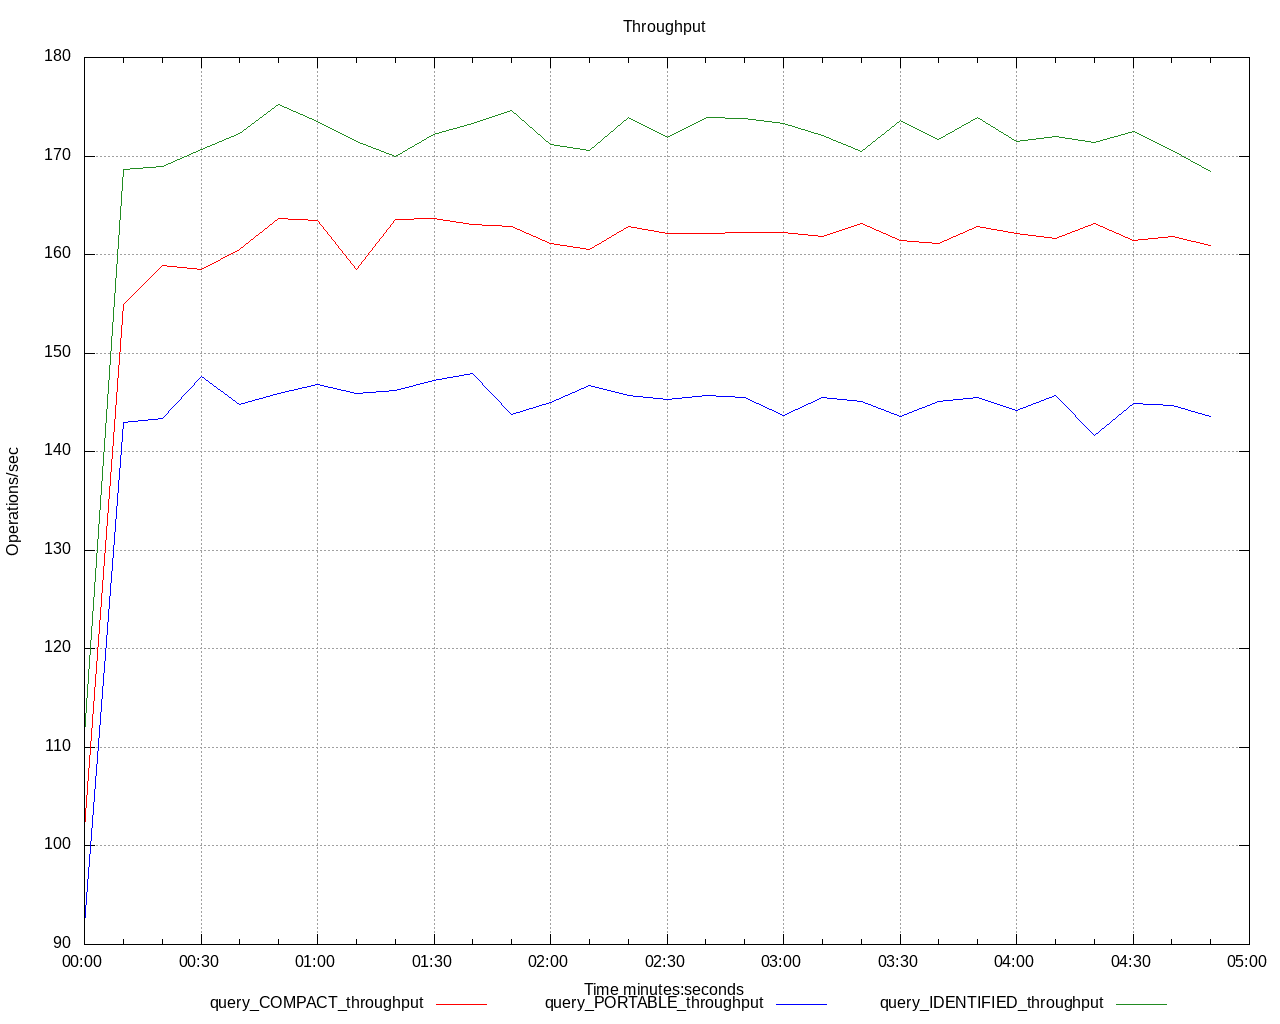 Throughput
180
170
160
150
140
130
120
110
100
90
Operations/sec
00:00 00:30 01:00 01:30 02:00 02:30 03:00 03:30 04:00 04:30 05:00
Time minutes:seconds
query_COMPACT_throughput query_PORTABLE_throughput query_IDENTIFIED_throughput